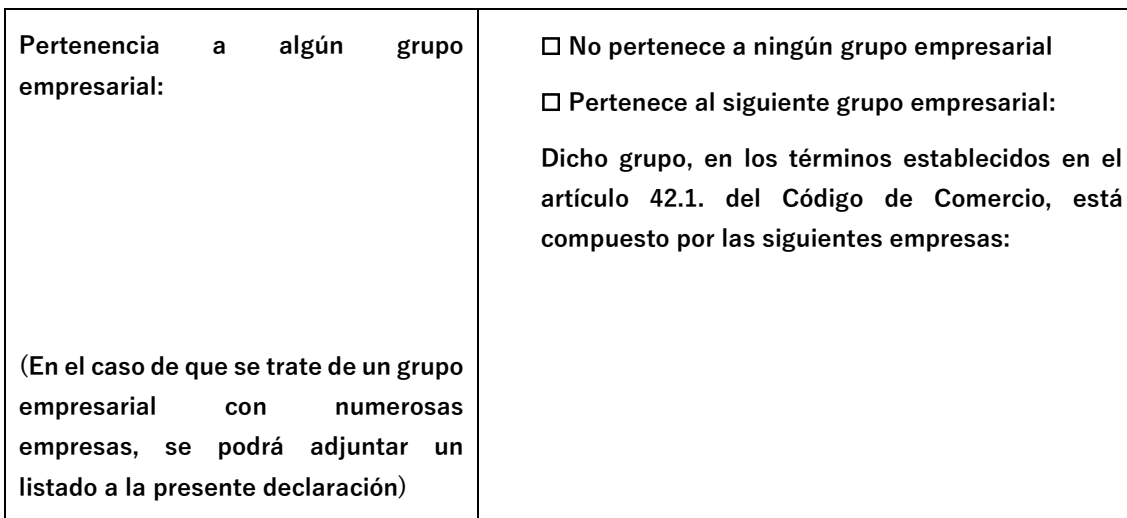 Pertenencia a algún grupo
empresarial:
(En el caso de que se trate de un grupo
empresarial con numerosas
empresas, se podrá adjuntar un
listado a la presente declaración)
☐ No pertenece a ningún grupo empresarial
☐ Pertenece al siguiente grupo empresarial:
Dicho grupo, en los términos establecidos en el
artículo 42.1. del Código de Comercio, está
compuesto por las siguientes empresas: